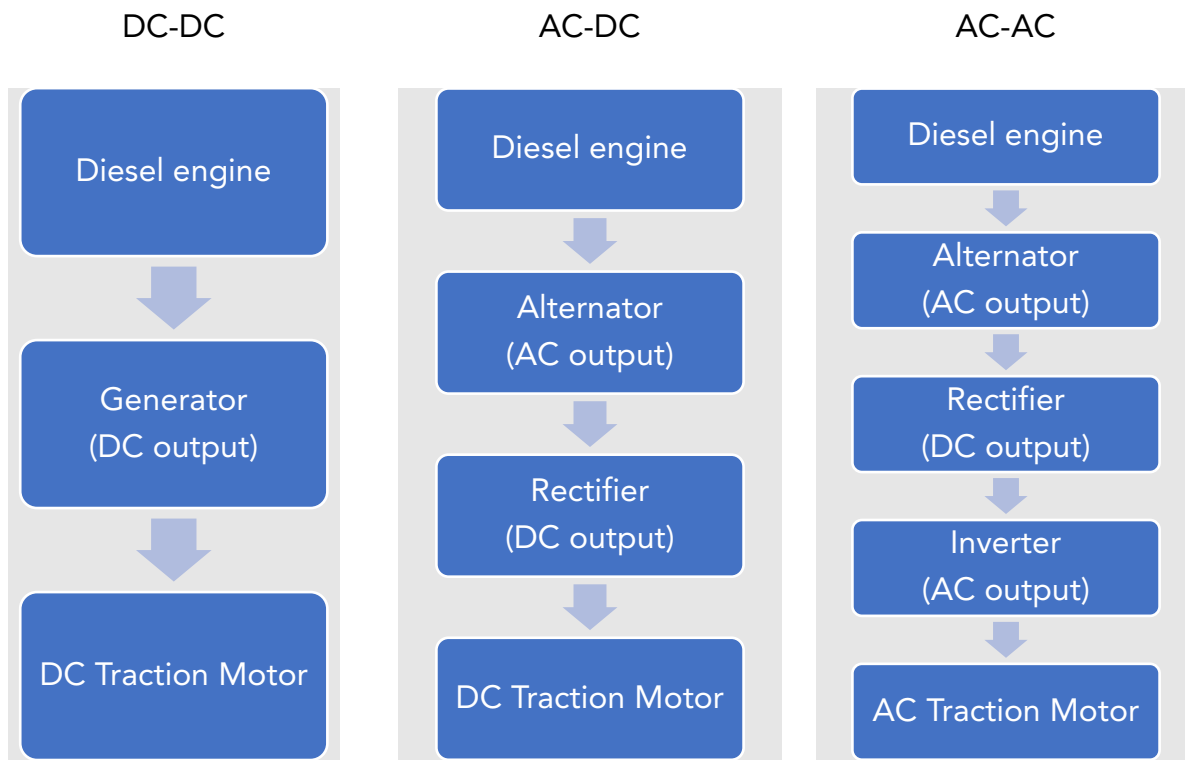 DC-DC
Diesel engine
Generator
(DC output)
DC Traction Motor
AC-DC
Diesel engine
Alternator
(AC output)
Rectifier
(DC output)
DC Traction Motor
AC-AC
Diesel engine
Alternator
(AC output)
Rectifier
(DC output)
Inverter
(AC output)
AC Traction Motor